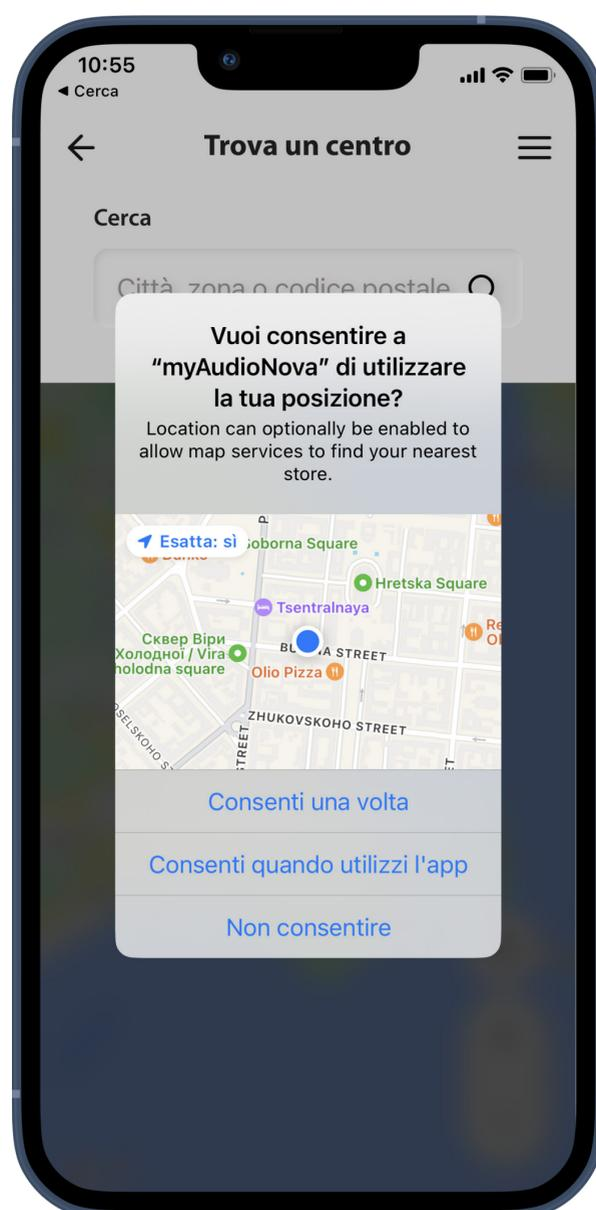 10:55
◀ Cerca
Trova un centro
Cerca
Città, zona o codice postale
Vuoi consentire a
“myAudioNova” di utilizzare
la tua posizione?
Location can optionally be enabled to
allow map services to find your nearest
store.
Esatta: sì
Soborna Square
Hretska Square
Tsentralnaya
Сквер Віри
Холодної / Vira
holodna square
STREET
Olio Pizza
ZHUKOVSKOHO STREET
STREET
Consenti una volta
Consenti quando utilizzi l'app
Non consentire